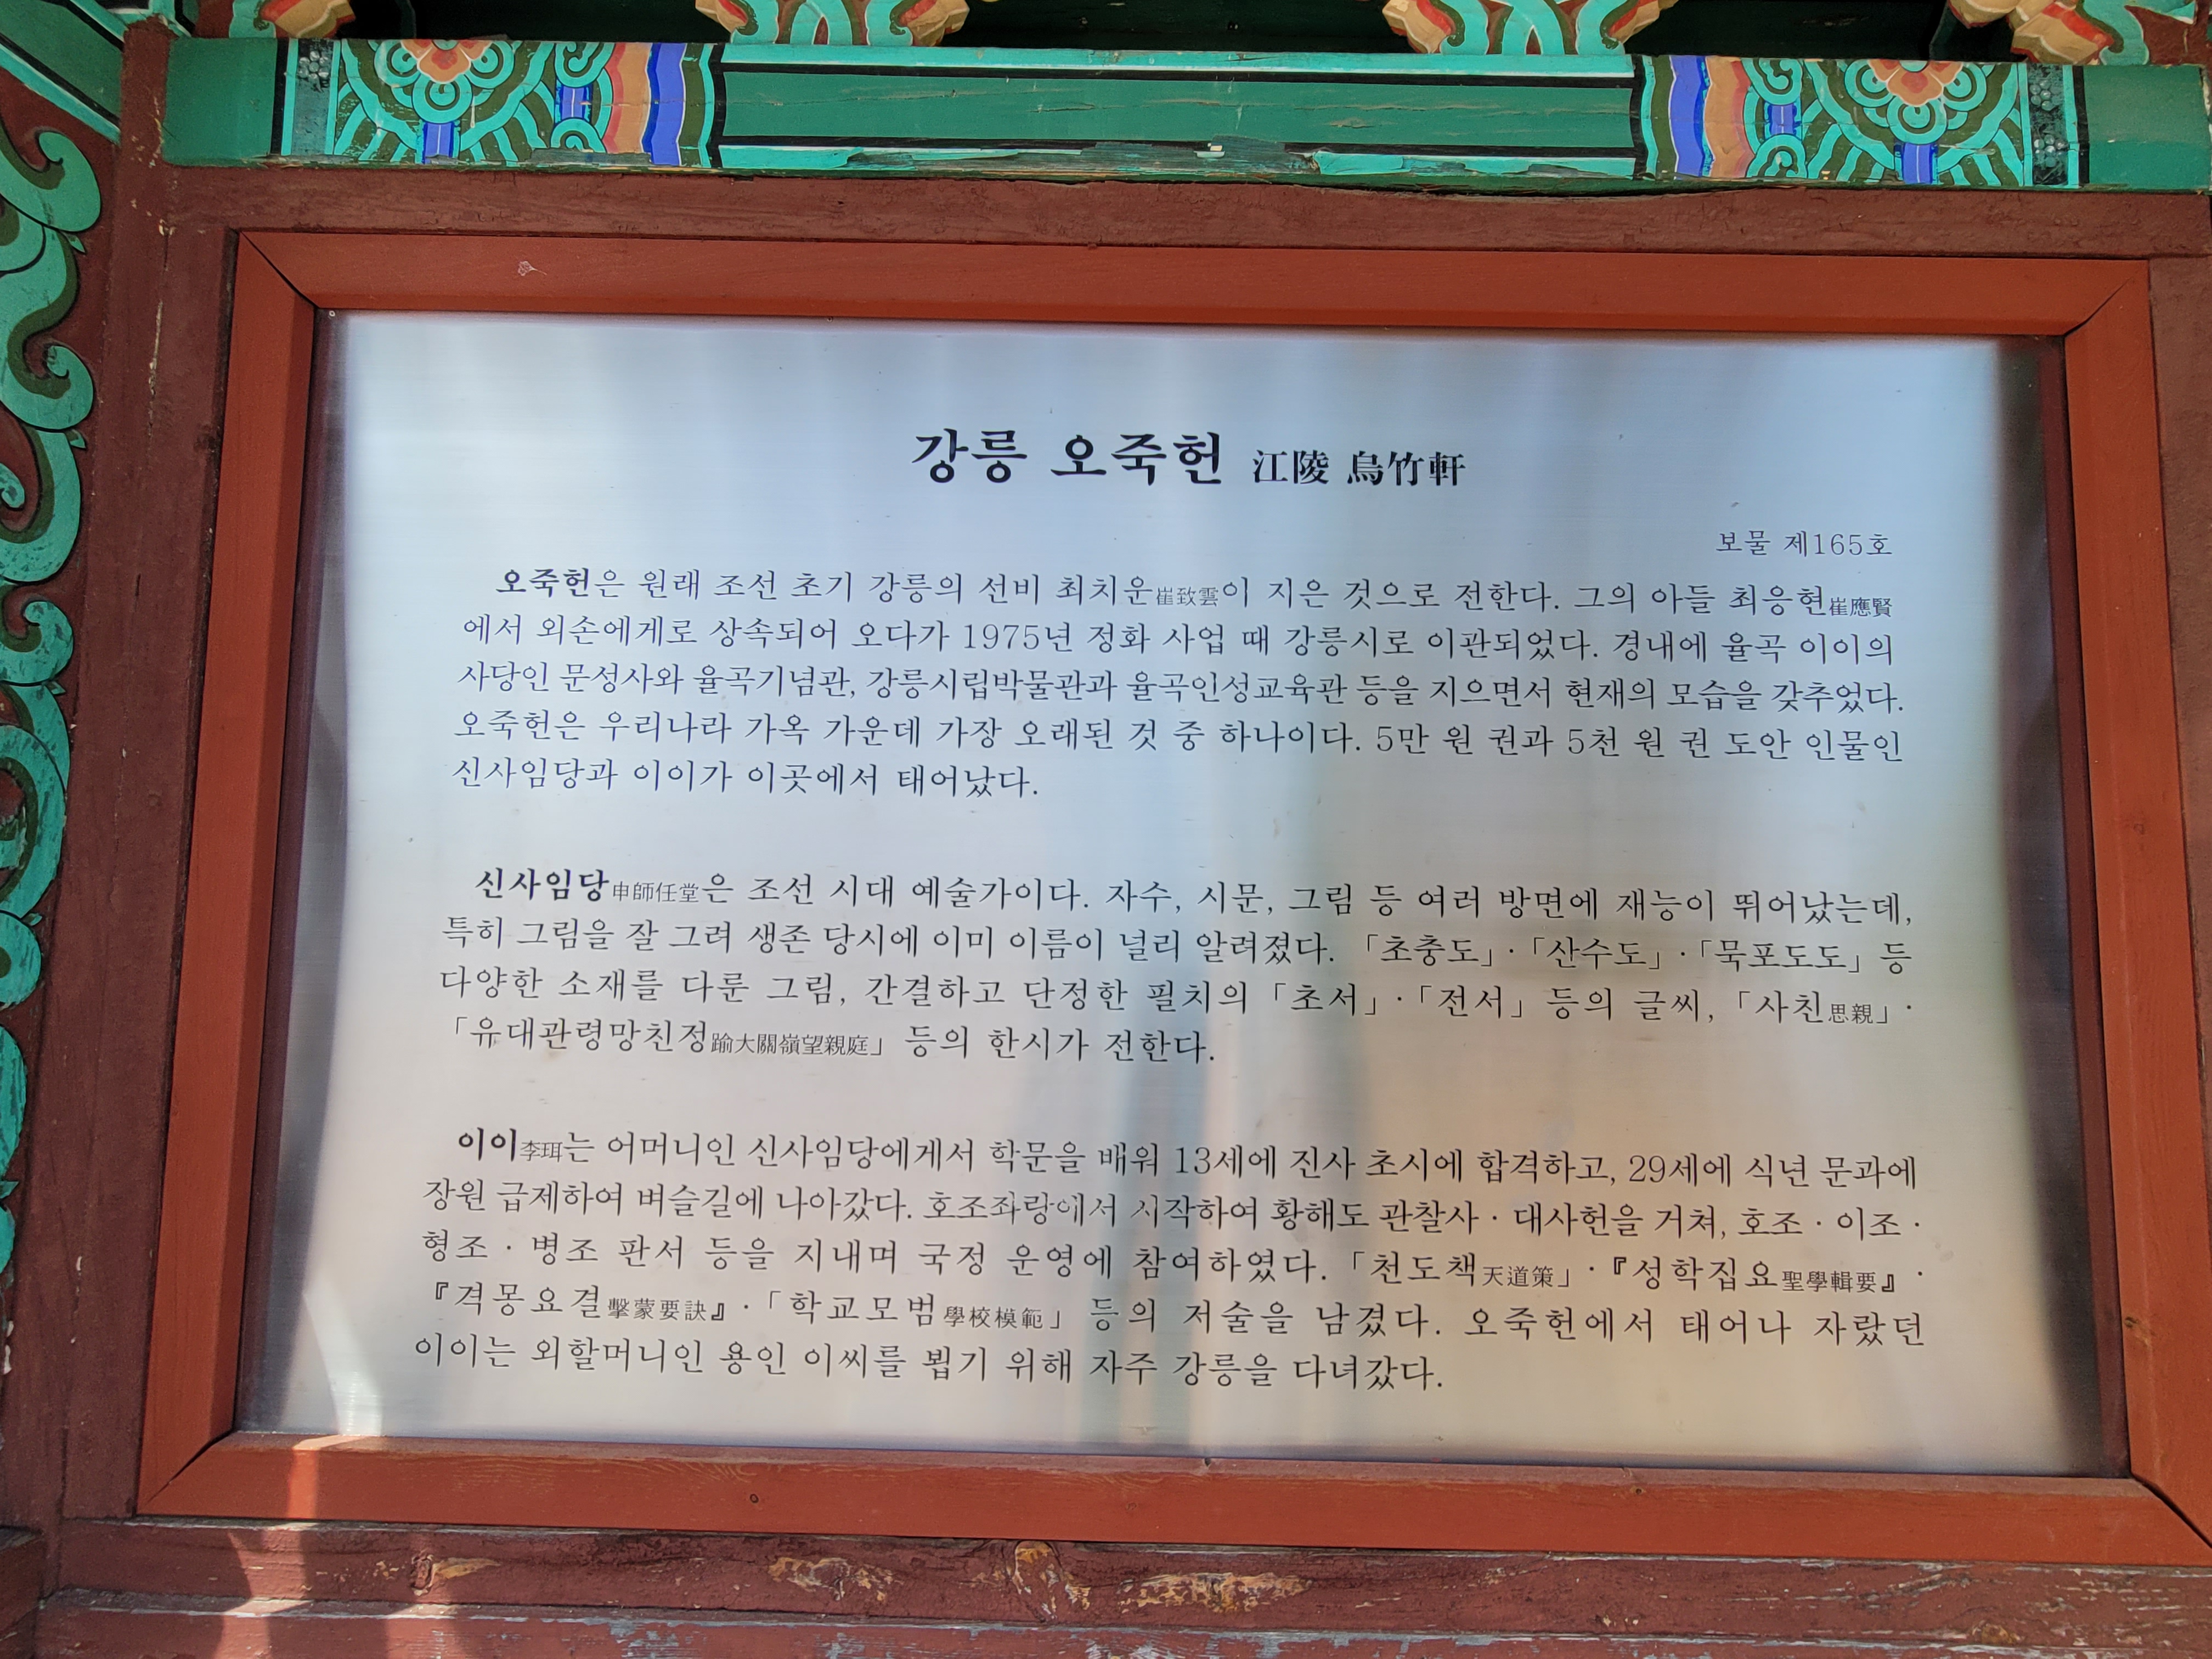 강릉 오죽헌 江陵 烏竹軒
보물 제165호
오죽헌은 원래 조선 초기 강릉의 선비 최치운崔致雲이 지은 것으로 전한다. 그의 아들 최응현崔應賢
에서 외손에게로 상속되어 오다가 1975년 정화 사업 때 강릉시로 이관되었다. 경내에 율곡 이이의
사당인 문성사와 율곡기념관, 강릉시립박물관과 율곡인성교육관 등을 지으면서 현재의 모습을 갖추었다.
오죽헌은 우리나라 가옥 가운데 가장 오래된 것 중 하나이다. 5만 원 권과 5천 원 권 도안 인물인
신사임당과 이이가 이곳에서 태어났다.
신사임당申師任堂은 조선 시대 예술가이다. 자수, 시문, 그림 등 여러 방면에 재능이 뛰어났는데,
특히 그림을 잘 그려 생존 당시에 이미 이름이 널리 알려졌다. 「초충도」·「산수도」·「묵포도도」 등
다양한 소재를 다룬 그림, 간결하고 단정한 필치의 「초서」·「전서」 등의 글씨, 「사친思親」·
「유대관령망친정踰大關嶺望親庭」 등의 한시가 전한다.
이이李珥는 어머니인 신사임당에게서 학문을 배워 13세에 진사 초시에 합격하고, 29세에 식년 문과에
장원 급제하여 벼슬길에 나아갔다. 호조좌랑에서 시작하여 황해도 관찰사 · 대사헌을 거쳐, 호조 · 이조 ·
형조 · 병조 판서 등을 지내며 국정 운영에 참여하였다. 「천도책天道策」·『성학집요聖學輯要』·
『격몽요결擊蒙要訣』·「학교모범學校模範」 등의 저술을 남겼다. 오죽헌에서 태어나 자랐던
이이는 외할머니인 용인 이씨를 뵙기 위해 자주 강릉을 다녀갔다.